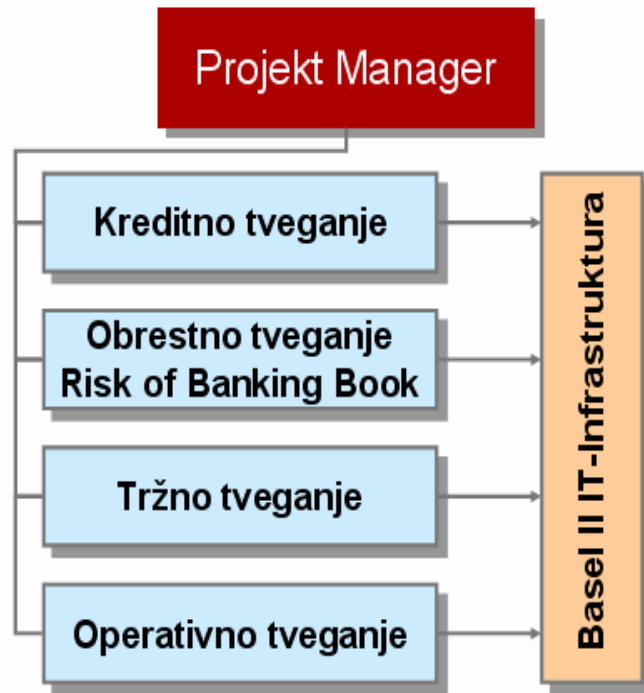 Projekt Manager
Kreditno tveganje
Obrestno tveganje
Risk of Banking Book
Tržno tveganje
Operativno tveganje
Basel II IT-Infrastruktura